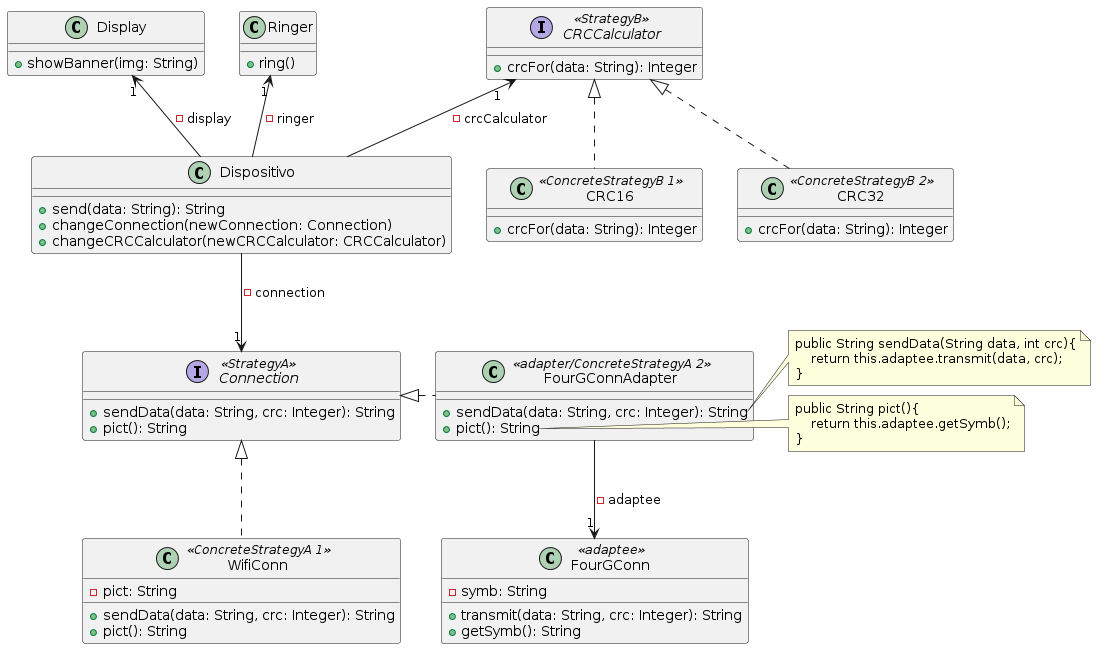 Display
showBanner(img: String)
Ringer
ring()
«StrategyB»
CRCCalculator
crcFor(data: String): Integer
1
1
1
display
ringer
crcCalculator
Dispositivo
send(data: String): String
changeConnection(newConnection: Connection)
changeCRCCalculator(newCRCCalculator: CRCCalculator)
«ConcreteStrategyB 1»
CRC16
crcFor(data: String): Integer
«ConcreteStrategyB 2»
CRC32
crcFor(data: String): Integer
connection
1
«StrategyA»
Connection
sendData(data: String, crc: Integer): String
pict(): String
«adapter/ConcreteStrategyA 2»
FourGConnAdapter
sendData(data: String, crc: Integer): String
pict(): String
public String sendData(String data, int crc){
return this.adaptee.transmit(data, crc);
}
public String pict(){
return this.adaptee.getSymb();
}
adaptee
1
«ConcreteStrategyA 1»
WifiConn
pict: String
sendData(data: String, crc: Integer): String
pict(): String
«adaptee»
FourGConn
symb: String
transmit(data: String, crc: Integer): String
getSymb(): String